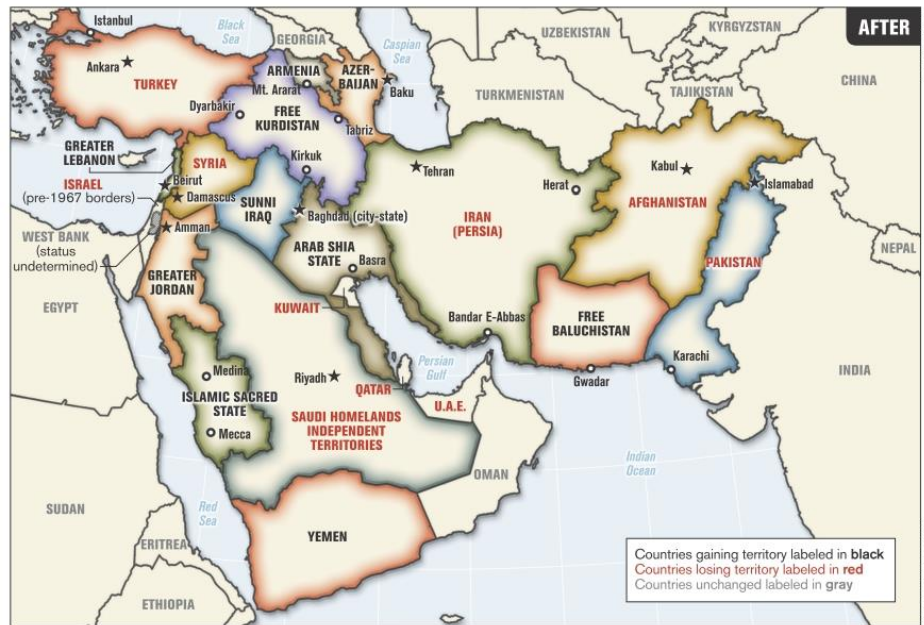 AFTER
Istanbul
Black
Sea
GEORGIA
Caspian
Sea
UZBEKISTAN
KYRGYZSTAN
Ankara
TURKEY
ARMENIA
Mt. Ararat
AZER-
BAIJAN
Baku
TURKMENISTAN
TAJIKISTAN
CHINA
Dyarbakir
FREE
KURDISTAN
Tabriz
GREATER
LEBANON
SYRIA
Kirkuk
Tehran
Herat
Kabul
Islamabad
ISRAEL
(pre-1967 borders)
Beirut
Damascus
SUNNI
IRAQ
Baghdad (city-state)
IRAN
(PERSIA)
AFGHANISTAN
WEST BANK
(status
undetermined)
Amman
ARAB SHIA
STATE
Basra
PAKISTAN
NEPAL
GREATER
JORDAN
EGYPT
KUWAIT
Bandar E-Abbas
FREE
BALUCHISTAN
Karachi
Gwadar
INDIA
Persian
Gulf
Medina
ISLAMIC SACRED
STATE
Mecca
Riyadh
QATAR
U.A.E.
SAUDI HOMELANDS
INDEPENDENT
TERRITORIES
OMAN
Indian
Ocean
SUDAN
Red
Sea
ERITREA
YEMEN
ETHIOPIA
Countries gaining territory labeled in black
Countries losing territory labeled in red
Countries unchanged labeled in gray